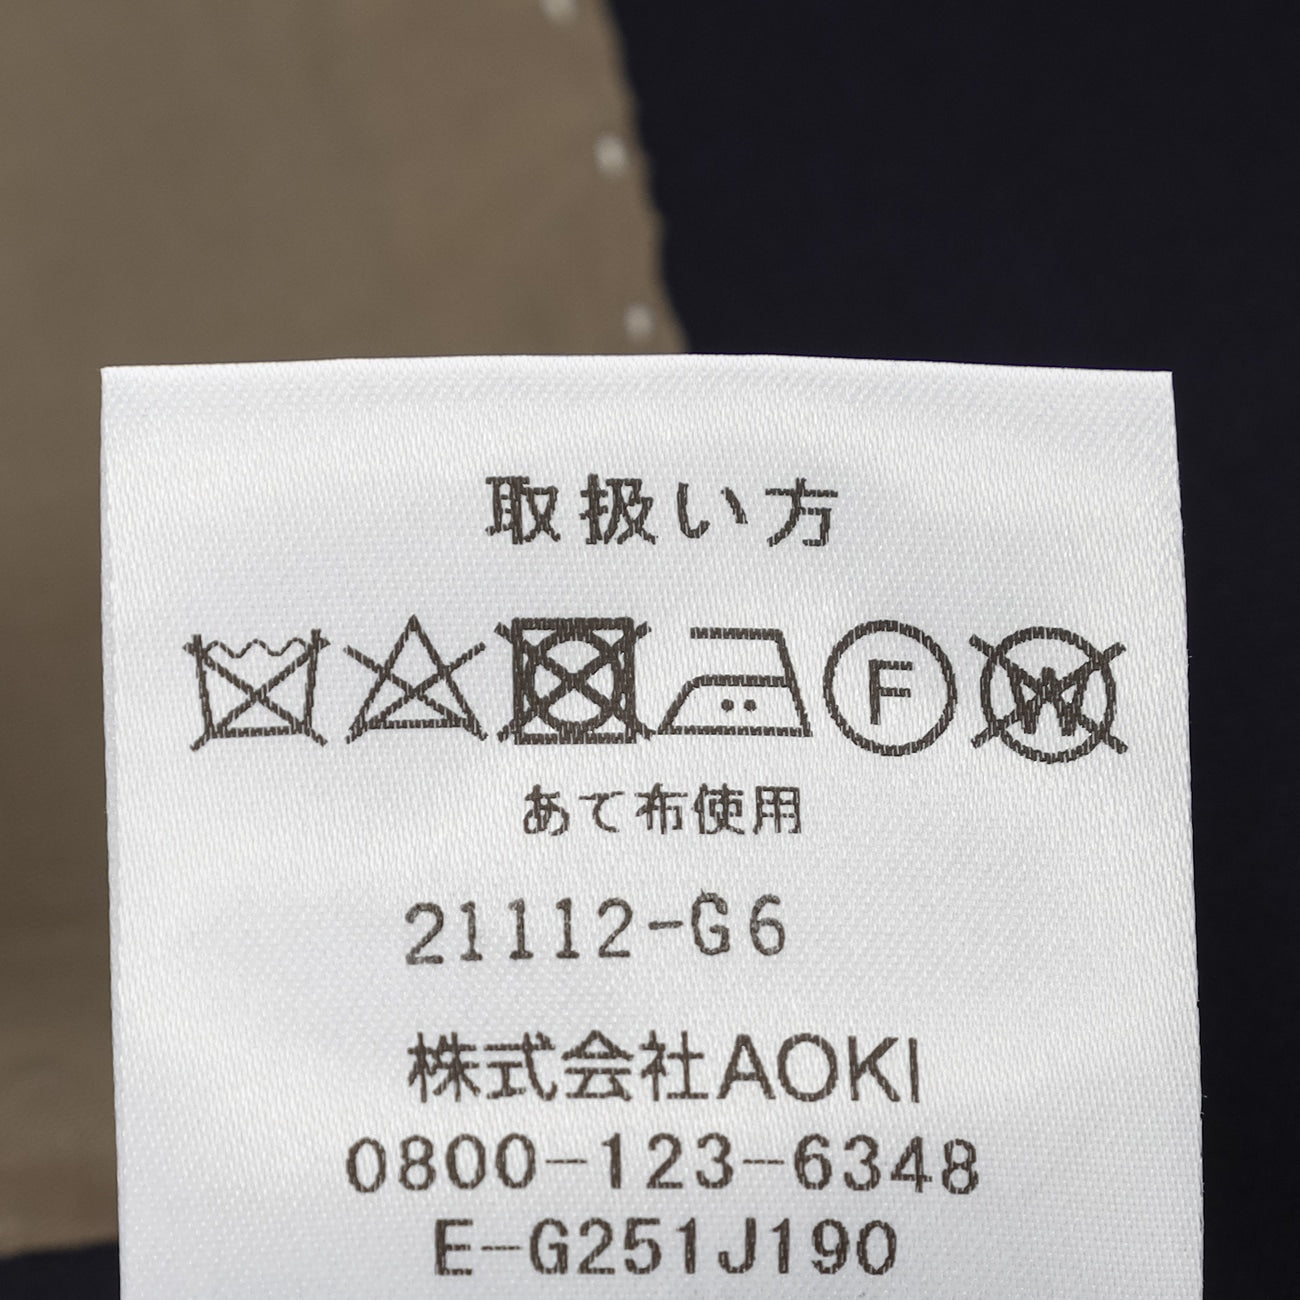 取扱い方
F W
あて布使用
21112-G6
株式会社AOKI
0800-123-6348
E-G251J190